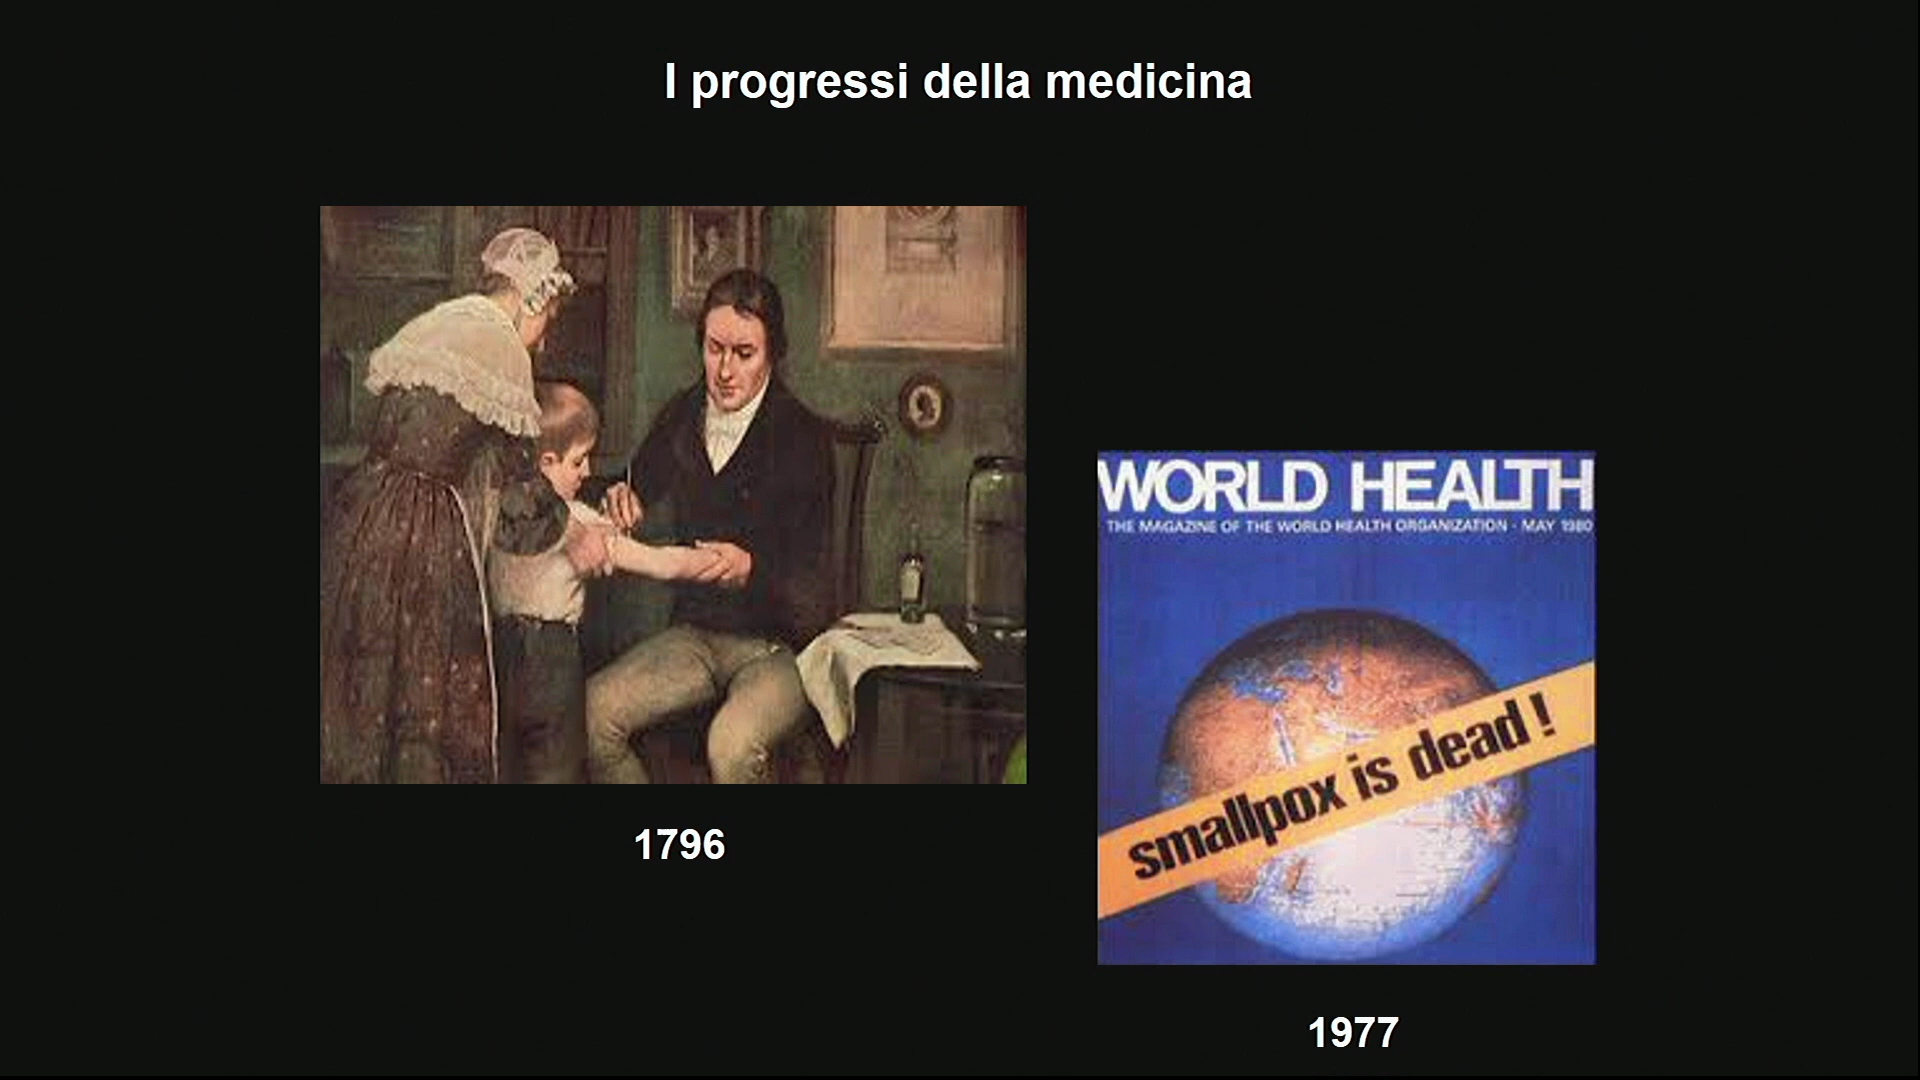 I progressi della medicina
WORLD HEALTH
THE MAGAZINE OF THE WORLD HEALTH ORGANIZATION · MAY 1980
smallpox is dead !
1796
1977